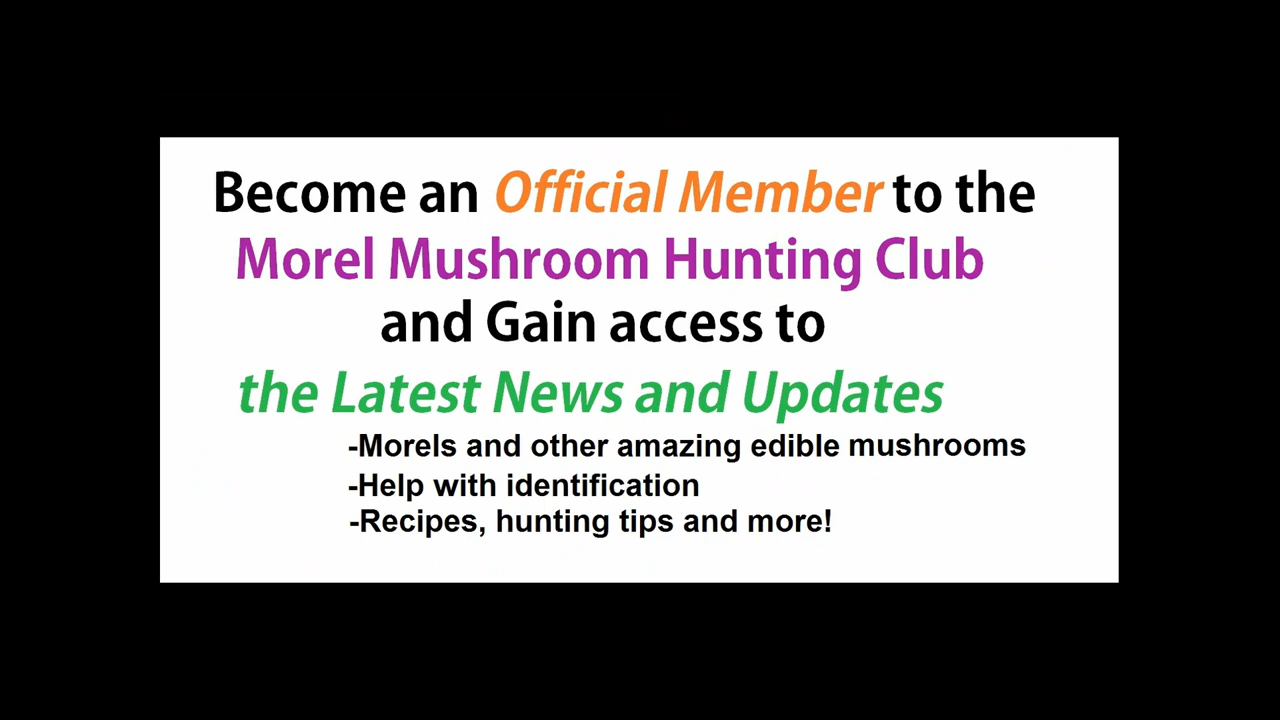 Become an Official Member to the
Morel Mushroom Hunting Club
and Gain access to
the Latest News and Updates
-Morels and other amazing edible mushrooms
-Help with identification
-Recipes, hunting tips and more!